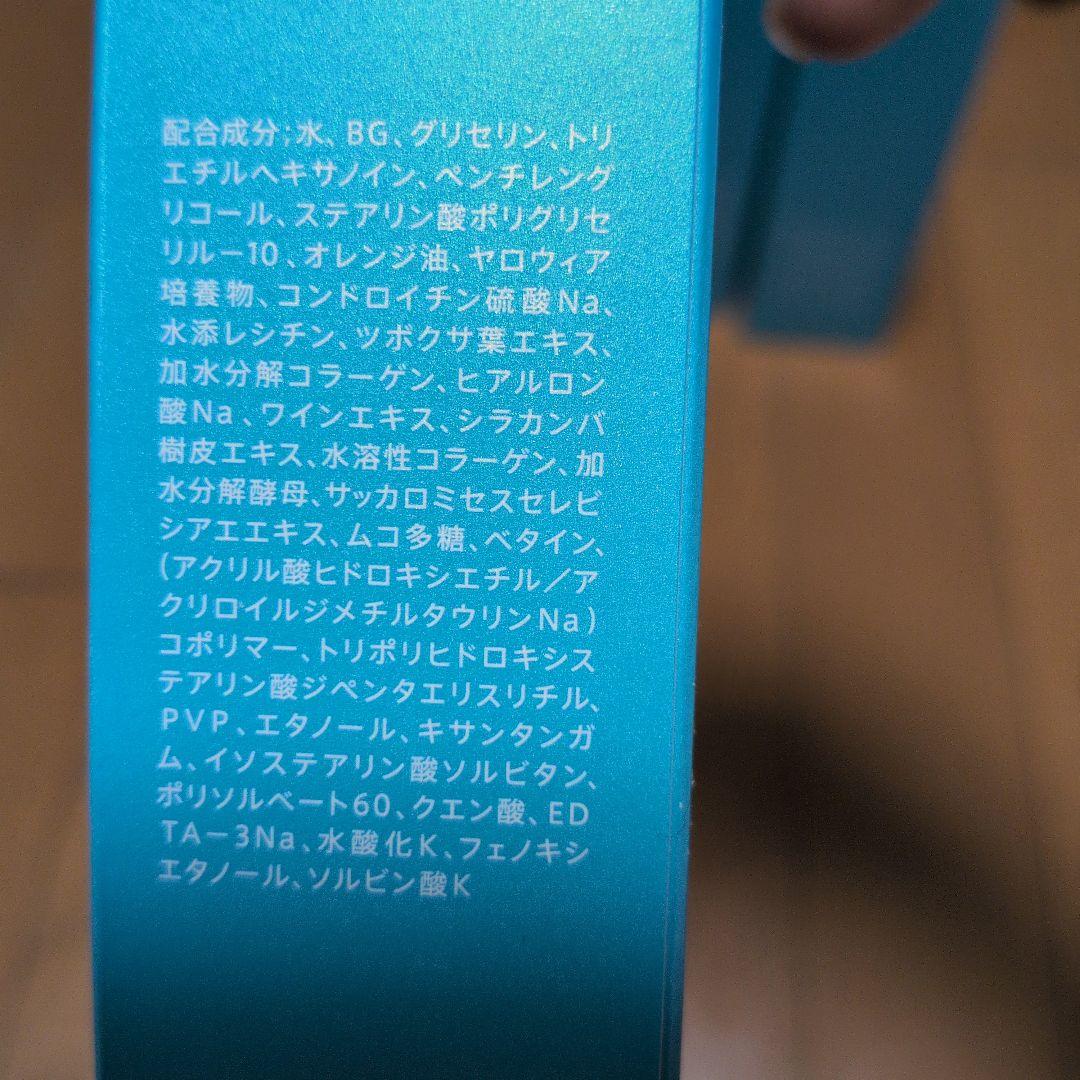 配合成分；水、BG、グリセリン、トリ
エチルヘキサノイン、ペンチレング
リコール、ステアリン酸ポリグリセ
リル－10、オレンジ油、ヤロウィア
培養物、コンドロイチン硫酸Na、
水添レシチン、ツボクサ葉エキス、
加水分解コラーゲン、ヒアルロン
酸Na、ワインエキス、シラカンバ
樹皮エキス、水溶性コラーゲン、加
水分解酵母、サッカロミセスセレビ
シアエエキス、ムコ多糖、ベタイン、
（アクリル酸ヒドロキシエチル／ア
クリロイルジメチルタウリンNa）
コポリマー、トリポリヒドロキシス
テアリン酸ジペンタエリスリチル、
PVP、エタノール、キサンタンガ
ム、イソステアリン酸ソルビタン、
ポリソルベート60、クエン酸、ED
TA－3Na、水酸化K、フェノキシ
エタノール、ソルビン酸K